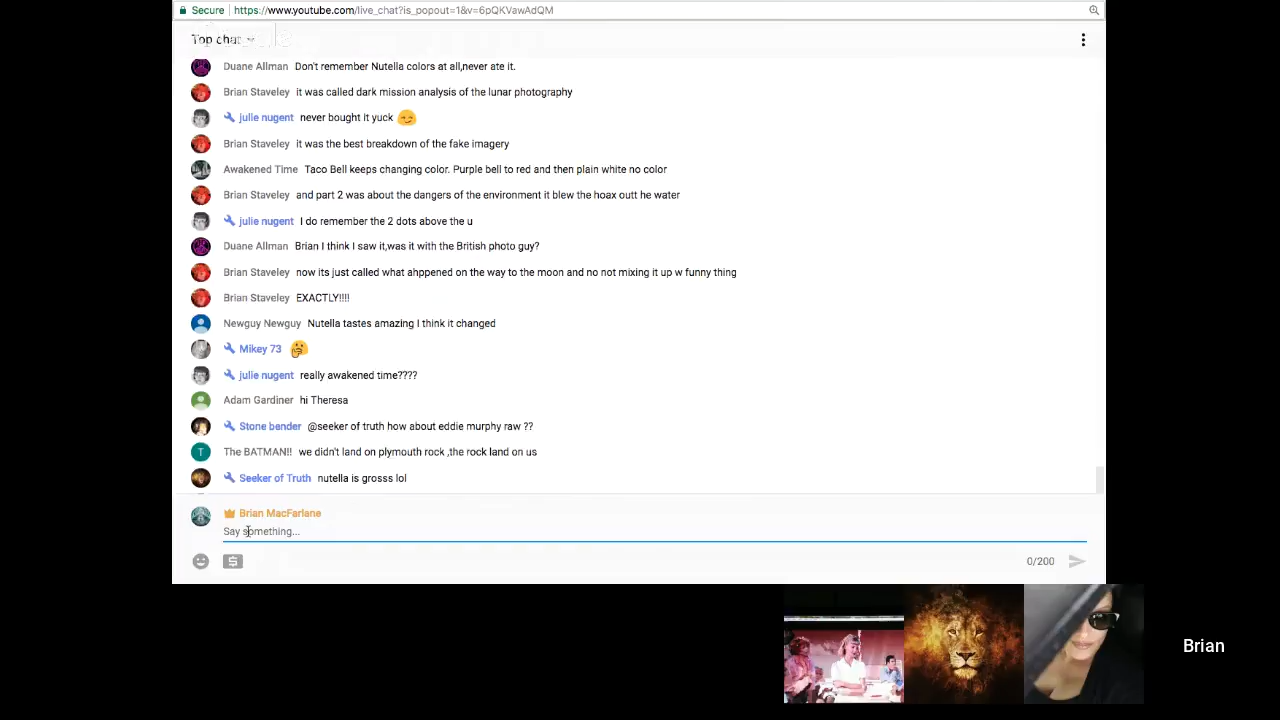 Secure https://www.youtube.com/live_chat?is_popout=1&v=6pQKVawAdQM
Top chat
Duane Allman Don't remember Nutella colors at all,never ate it.
Brian Staveley it was called dark mission analysis of the lunar photography
julie nugent never bought it yuck
Brian Staveley it was the best breakdown of the fake imagery
Awakened Time Taco Bell keeps changing color. Purple bell to red and then plain white no color
Brian Staveley and part 2 was about the dangers of the environment it blew the hoax outt he water
julie nugent I do remember the 2 dots above the u
Duane Allman Brian I think I saw it,was it with the British photo guy?
Brian Staveley now its just called what ahppened on the way to the moon and no not mixing it up w funny thing
Brian Staveley EXACTLY!!!!
Newguy Newguy Nutella tastes amazing I think it changed
Mikey 73
julie nugent really awakened time????
Adam Gardiner hi Theresa
Stone bender @seeker of truth how about eddie murphy raw ??
T The BATMAN!! we didn't land on plymouth rock ,the rock land on us
Seeker of Truth nutella is grosss lol
Brian MacFarlane
Say something...
0/200
Brian